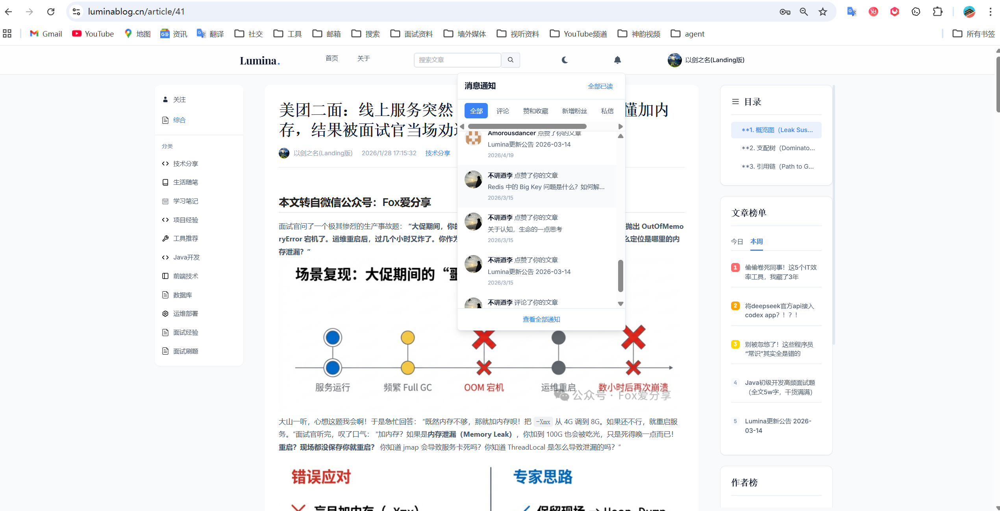 luminablog.cn/article/41
Gmail YouTube 地图 资讯 翻译 社交 工具 邮箱 搜索 面试资料 墙外媒体 视听资料 YouTube频道 神韵视频 agent 所有书签
Lumina. 首页 关于 搜索文章 以剑之名(Landing版)
关注
综合
分类
技术分享
生活随笔
学习笔记
项目经验
工具推荐
Java开发
前端技术
数据库
运维部署
面试经验
面试刷题
美团二面：线上服务突然
懂加内
存，结果被面试官当场劝
以剑之名(Landing版) 2026/1/28 17:15:32 技术分享
本文转自微信公众号：Fox爱分享
面试官问了一个极其惨烈的生产事故题：“大促期间，你的
抛出 OutOfMemo
ryError 宕机了。运维重启后，过几个小时又炸了。你作为
么定位是哪里的内
存泄漏？”
场景复现：大促期间的“噩
服务运行 频繁 Full GC OOM 宕机 运维重启 数小时后再次崩溃
公众号 · Fox爱分享
大山一听，心想这题我会啊！于是急忙回答：“既然内存不够，那就加内存呗！把 -Xmx 从 4G 调到 8G。如果还不行，就重启服
务。”面试官听完，叹了口气：“加内存？如果是内存泄漏（Memory Leak），你加到 100G 也会被吃光，只是死得晚一点而已！
重启？现场都没保存你就重启？ 你知道 jmap 会导致服务卡死吗？你知道 ThreadLocal 是怎么导致泄漏的吗？”
错误应对 专家思路
盲目加内存（-Xmx）
保留现场 → Heap Dump
消息通知 全部已读
全部 评论 赞和收藏 新增粉丝 私信
Amorousdancer 点赞了你的文章
Lumina更新公告 2026-03-14
2026/4/19
不讲道李 点赞了你的文章
Redis 中的 Big Key 问题是什么？如何解...
2026/3/15
不讲道李 点赞了你的文章
关于认知，生命的一点思考
2026/3/15
不讲道李 点赞了你的文章
Lumina更新公告 2026-03-14
2026/3/15
不讲道李 评论了你的文章
查看全部通知
目录
**1. 概览图（Leak Sus...
**2. 支配树（Dominato...
**3. 引用链（Path to G...
文章榜单
今日 本周
1 偷偷卷死同事！这5个IT效
率工具，我藏了3年
2 将deepseek官方api接入
codex app？！？！
3 别被忽悠了！这些程序员
“常识”其实全是错的
4 Java初级开发高频面试题
（全文5w字，干货满满）
5 Lumina更新公告 2026-
03-14
作者榜